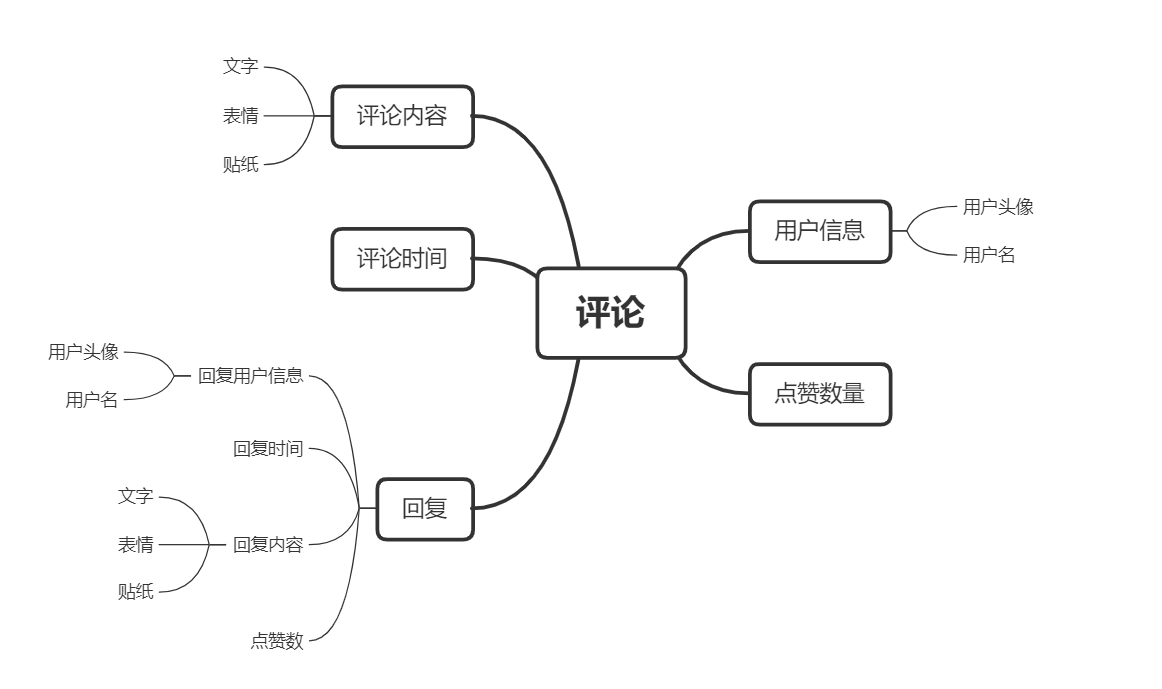 评论
用户信息
用户头像
用户名
点赞数量
评论内容
文字
表情
贴纸
评论时间
回复
回复用户信息
用户头像
用户名
回复时间
回复内容
文字
表情
贴纸
点赞数